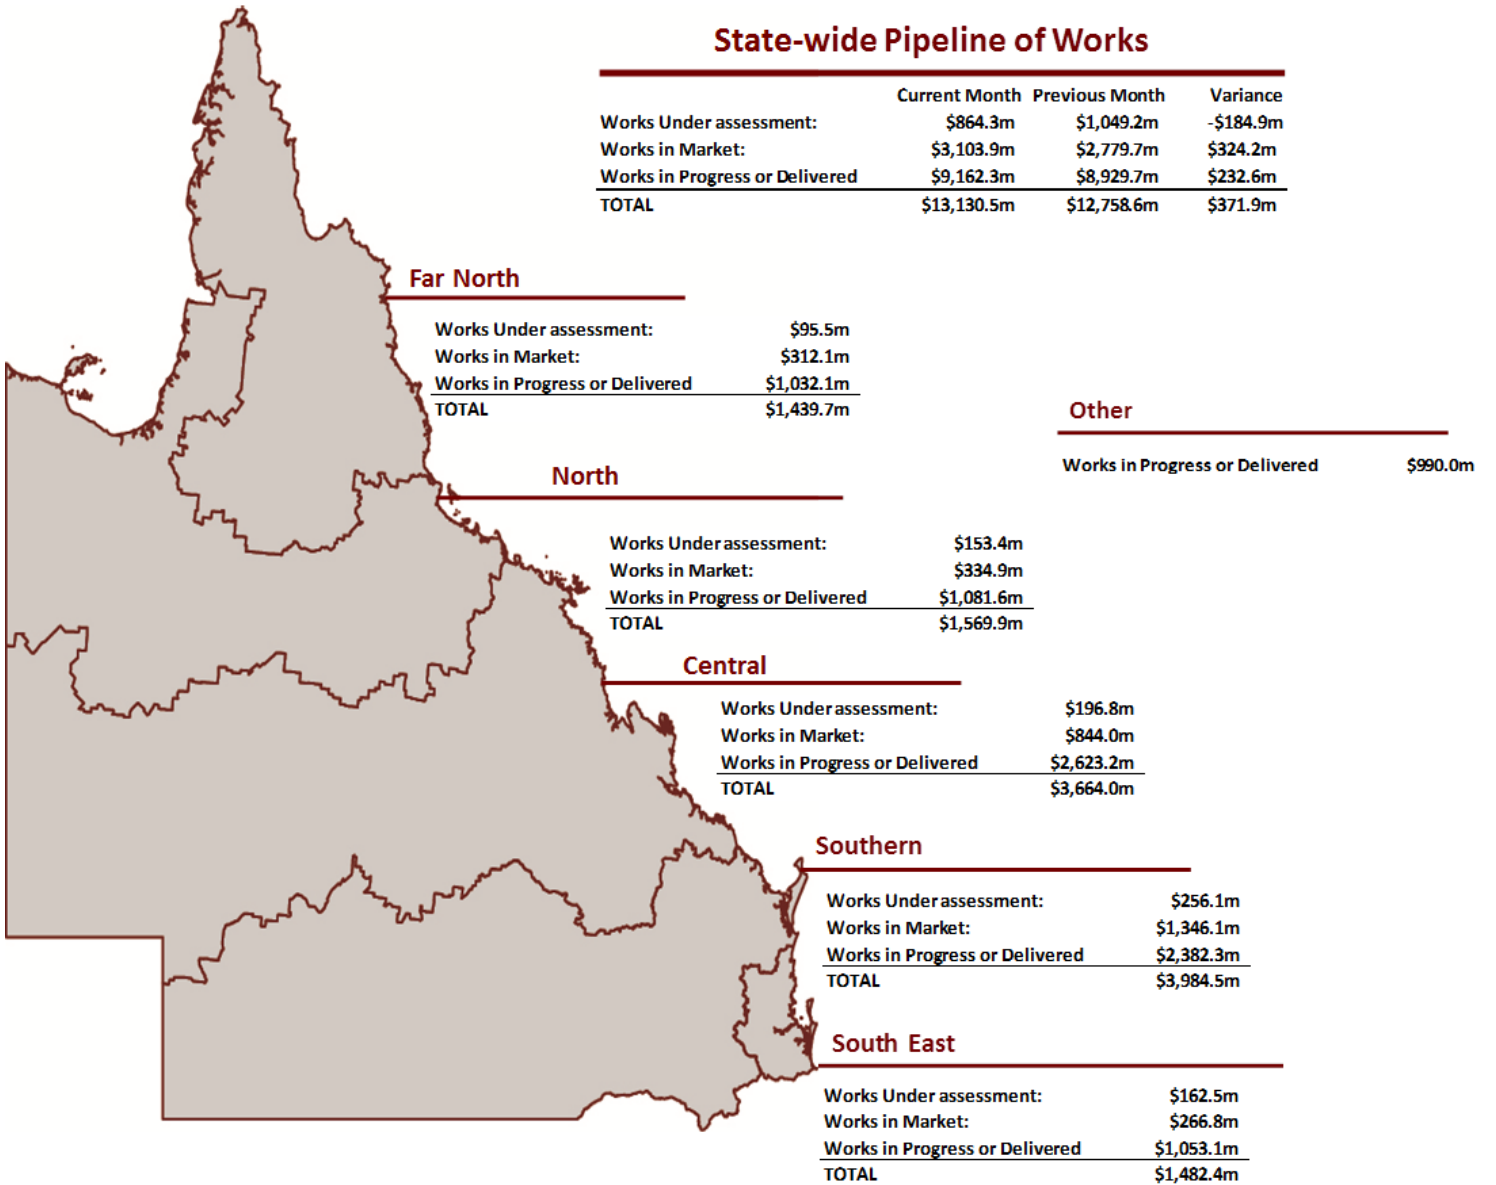 State-wide Pipeline of Works
Current Month Previous Month Variance
Works Under assessment: $864.3m $1,049.2m -$184.9m
Works in Market: $3,103.9m $2,779.7m $324.2m
Works in Progress or Delivered $9,162.3m $8,929.7m $232.6m
TOTAL $13,130.5m $12,758.6m $371.9m
Far North
Works Under assessment: $95.5m
Works in Market: $312.1m
Works in Progress or Delivered $1,032.1m
TOTAL $1,439.7m
Other
Works in Progress or Delivered $990.0m
North
Works Under assessment: $153.4m
Works in Market: $334.9m
Works in Progress or Delivered $1,081.6m
TOTAL $1,569.9m
Central
Works Under assessment: $196.8m
Works in Market: $844.0m
Works in Progress or Delivered $2,623.2m
TOTAL $3,664.0m
Southern
Works Under assessment: $256.1m
Works in Market: $1,346.1m
Works in Progress or Delivered $2,382.3m
TOTAL $3,984.5m
South East
Works Under assessment: $162.5m
Works in Market: $266.8m
Works in Progress or Delivered $1,053.1m
TOTAL $1,482.4m